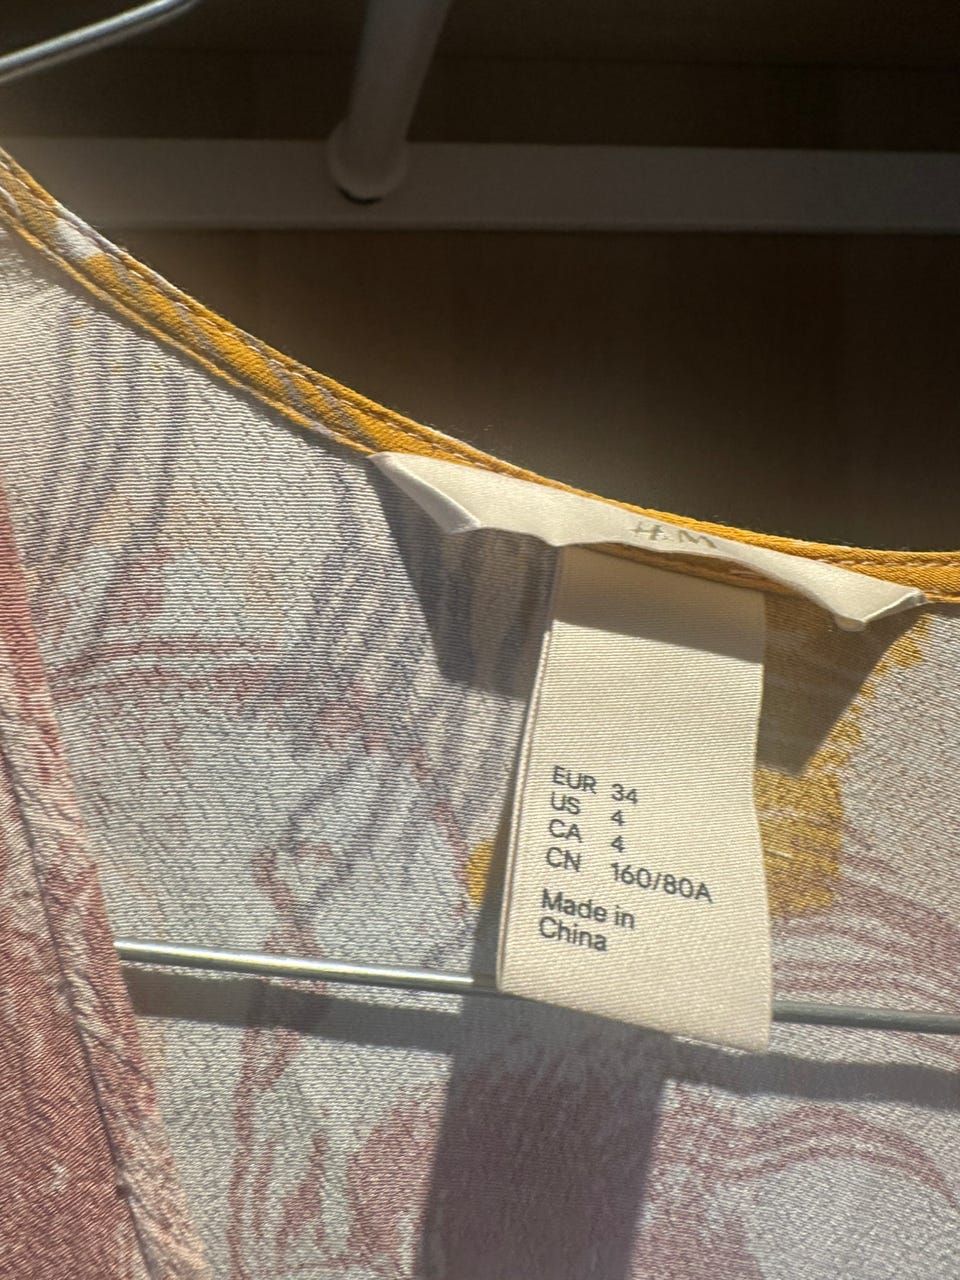 H&M
EUR 34
US 4
CA 4
CN 160/80A
Made in
China